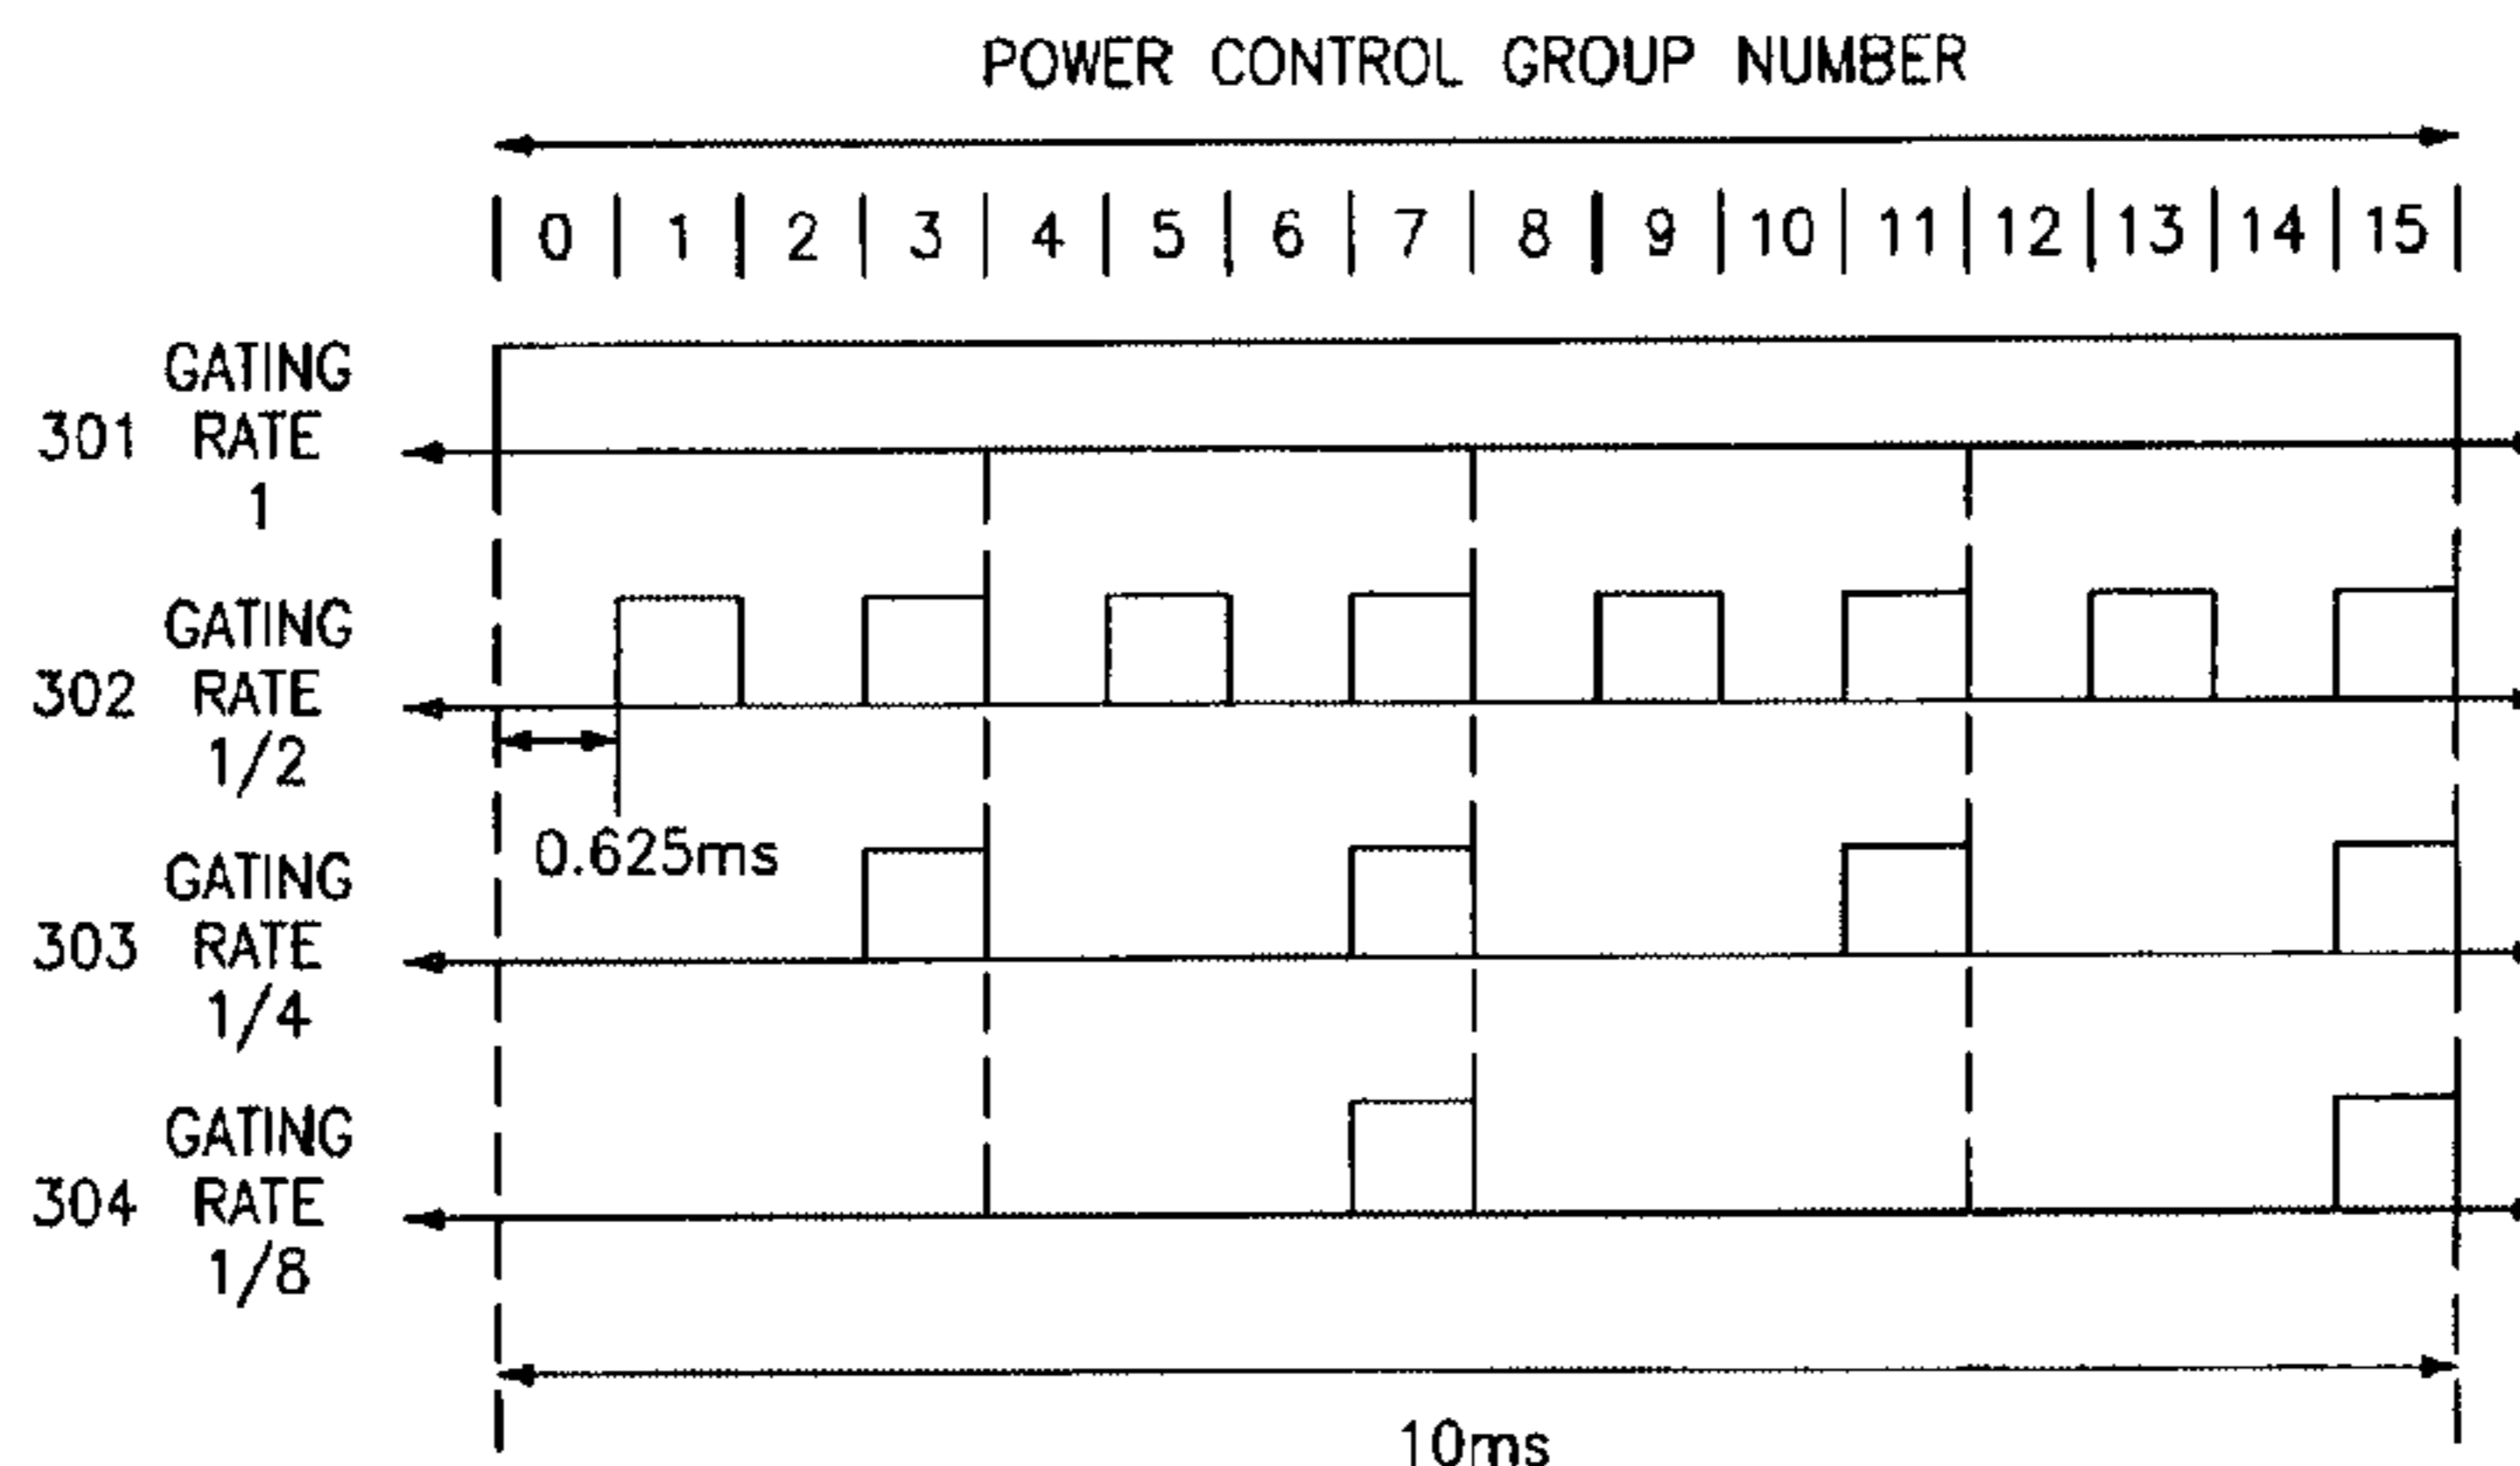 POWER CONTROL GROUP NUMBER
0 1 2 3 4 5 6 7 8 9 10 11 12 13 14 15
GATING
301 RATE
1
GATING
302 RATE
1/2
0.625ms
GATING
303 RATE
1/4
GATING
304 RATE
1/8
10ms